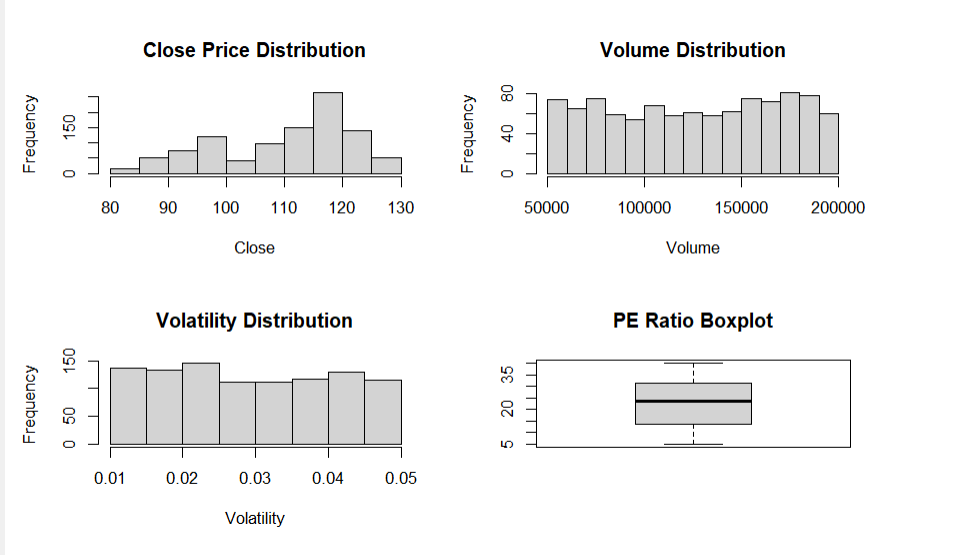 Close Price Distribution
Frequency
0 150
80 90 100 110 120 130
Close
Volume Distribution
Frequency
0 40 80
50000 100000 150000 200000
Volume
Volatility Distribution
Frequency
0 50 150
0.01 0.02 0.03 0.04 0.05
Volatility
PE Ratio Boxplot
5 20 35